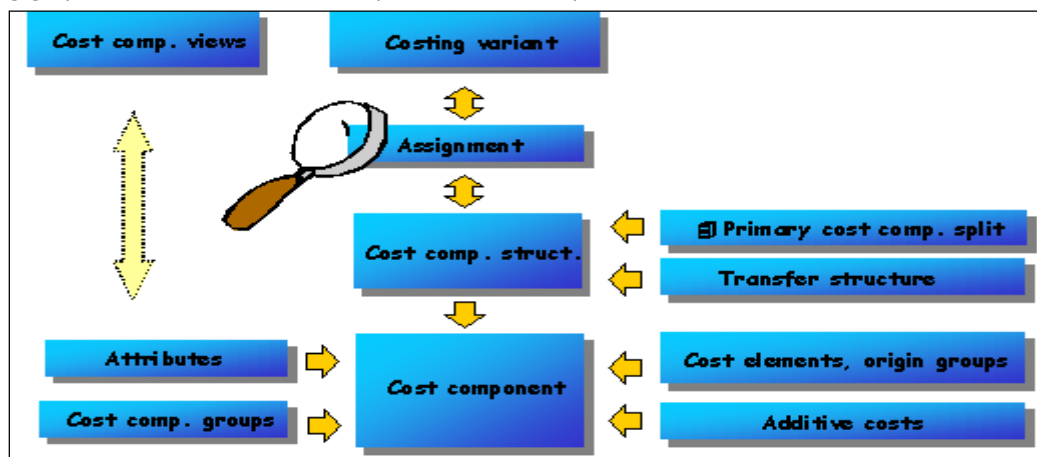 Cost comp. views
Costing variant
Assignment
Cost comp. struct.
Primary cost comp. split
Transfer structure
Attributes
Cost component
Cost elements, origin groups
Cost comp. groups
Additive costs